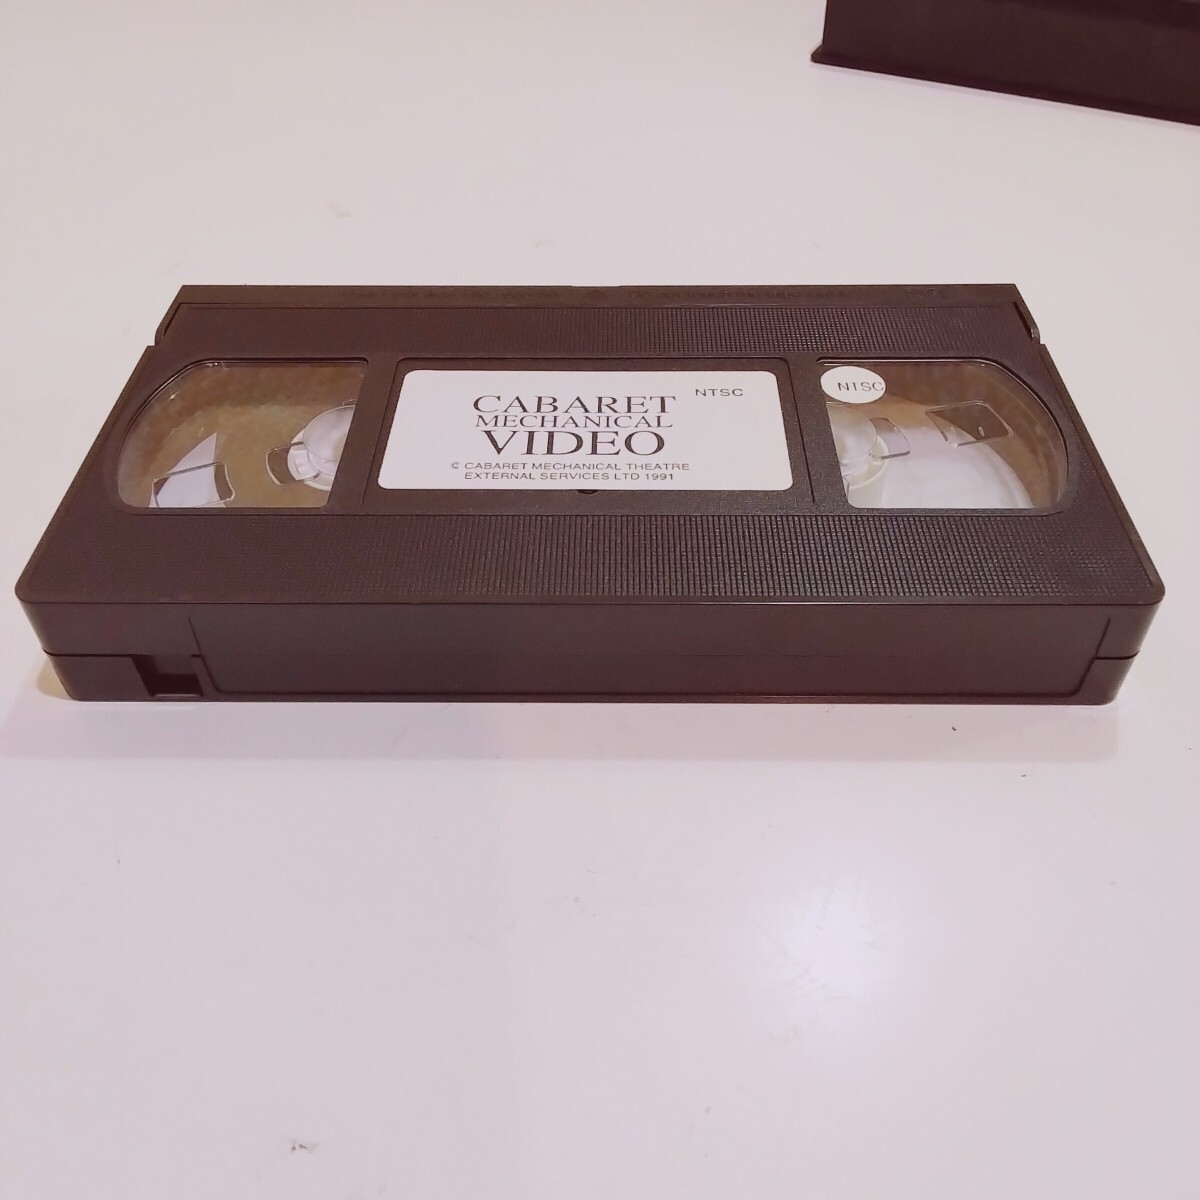 NTSC
CABARET
MECHANICAL
VIDEO
© CABARET MECHANICAL THEATRE
EXTERNAL SERVICES LTD 1991
NTSC